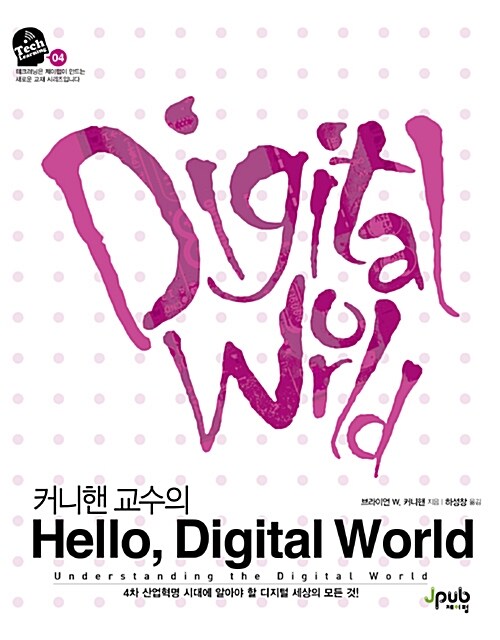 Tech
Learning
04
테크러닝은 제이펍이 만드는
새로운 교재 시리즈입니다
Digital
World
커니핸 교수의
브라이언 W. 커니핸 지음 | 하성창 옮김
Hello, Digital World
Understanding the Digital World
4차 산업혁명 시대에 알아야 할 디지털 세상의 모든 것!
Jpub
제이펍